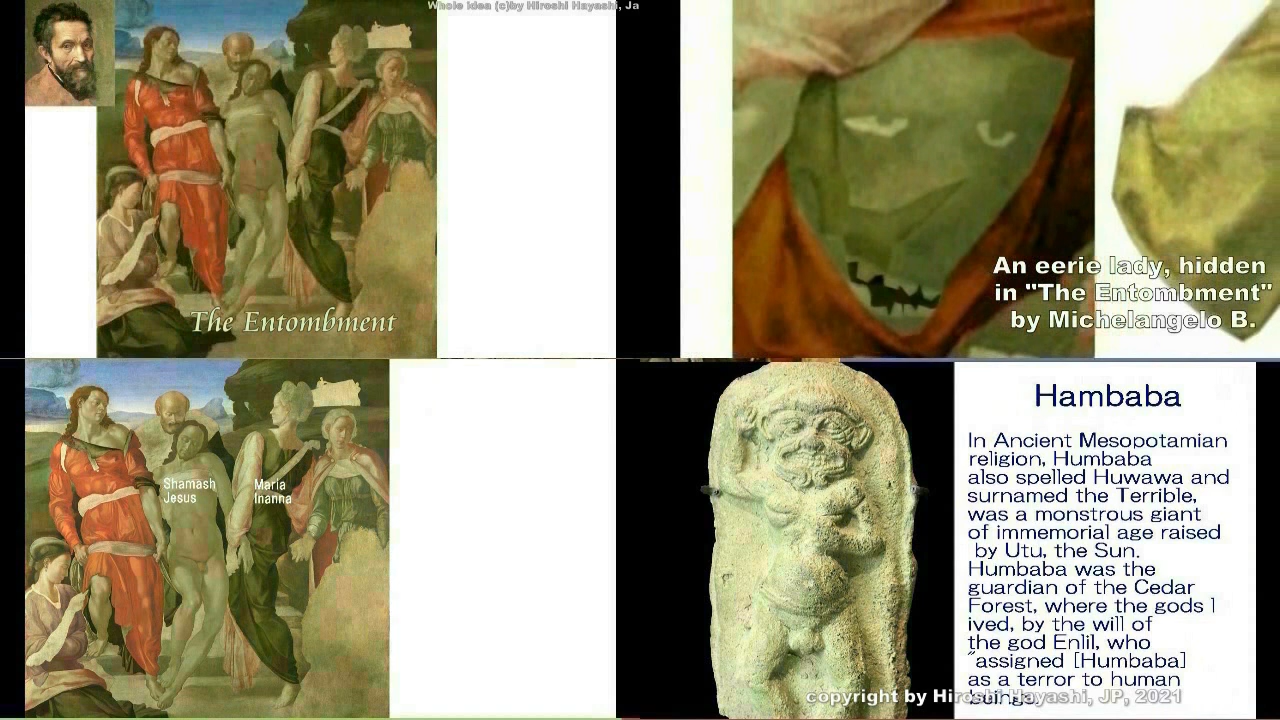 Whole idea (c)by Hiroshi Hayashi, Ja
The Entombment
An eerie lady, hidden
in "The Entombment"
by Michelangelo B.
Shamash
Jesus
Maria
Inanna
Hambaba
In Ancient Mesopotamian
religion, Humbaba
also spelled Huwawa and
surnamed the Terrible,
was a monstrous giant
of immemorial age raised
by Utu, the Sun.
Humbaba was the
guardian of the Cedar
Forest, where the gods l
ived, by the will of
the god Enlil, who
"assigned [Humbaba]
as a terror to human
copyright by Hiroshi Hayashi, JP, 2021